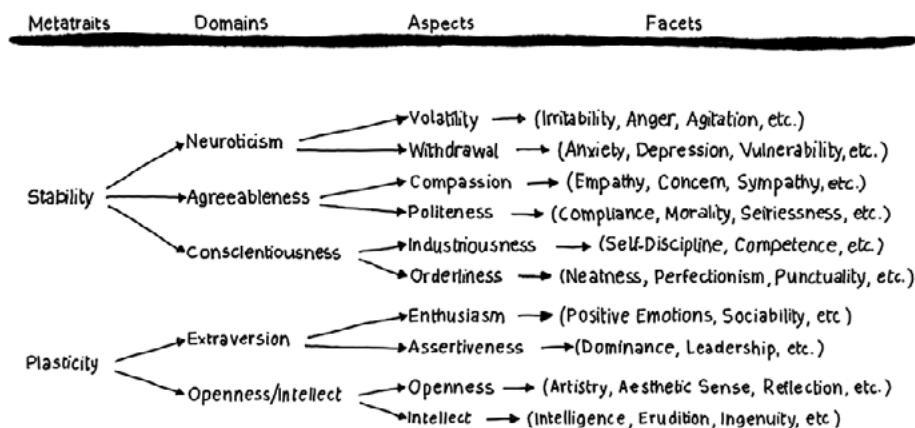 Metatraits Domains Aspects Facets
Volatility (Irritability, Anger, Agitation, etc.)
Neuroticism
Withdrawal (Anxiety, Depression, Vulnerability, etc.)
Compassion (Empathy, Concern, Sympathy, etc.)
Stability Agreeableness
Politeness (Compliance, Morality, Seiriessness, etc.)
Industriousness (Self-Discipline, Competence, etc.)
Conscientiousness
Orderliness (Neatness, Perfectionism, Punctuality, etc.)
Enthusiasm (Positive Emotions, Sociability, etc)
Extraversion
Assertiveness (Dominance, Leadership, etc.)
Plasticity
Openness (Artistry, Aesthetic Sense, Reflection, etc.)
Openness/Intellect
Intellect (Intelligence, Erudition, Ingenuity, etc)